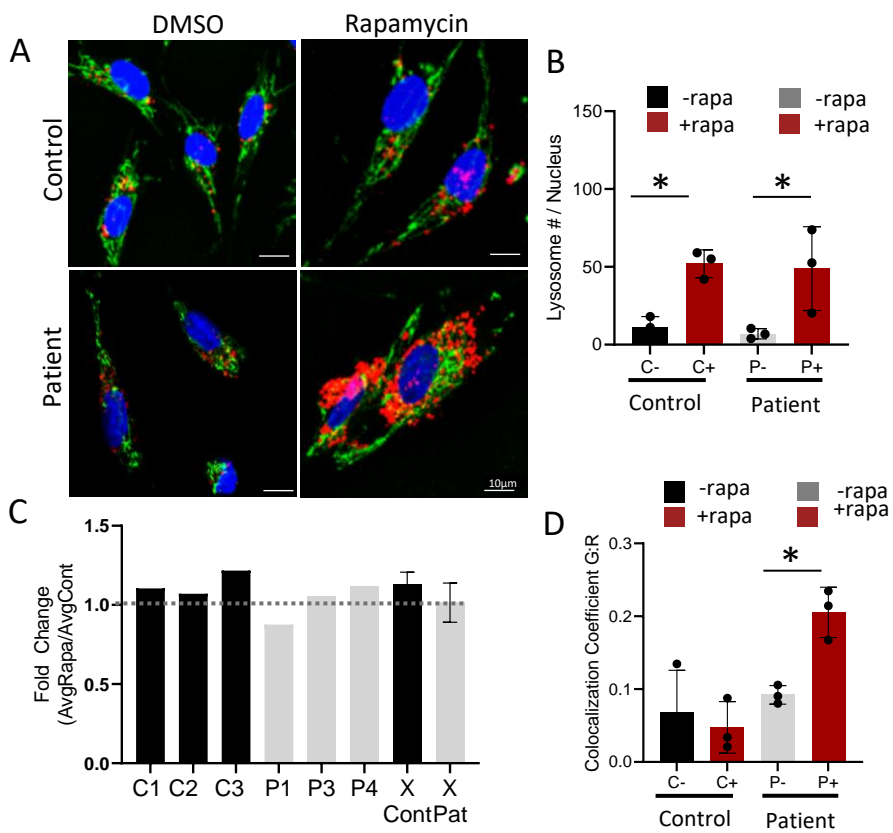 A
DMSO
Rapamycin
Control
Patient
10μm
B
-rapa
-rapa
+rapa
+rapa
Lysosome # / Nucleus
150
100
50
0
*
*
C-
C+
P-
P+
Control
Patient
C
Fold Change
(AvgRapa/AvgCont
1.5
1.0
0.5
0.0
C1
C2
C3
P1
P3
P4
X
X
ContPat
D
-rapa
-rapa
+rapa
+rapa
Colocalization Coefficient G:R
0.3
0.2
0.1
0.0
*
C-
C+
P-
P+
Control
Patient